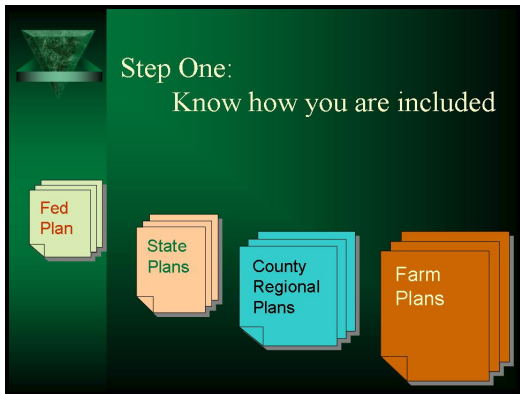 Step One:
Know how you are included
Fed
Plan
State
Plans
County
Regional
Plans
Farm
Plans